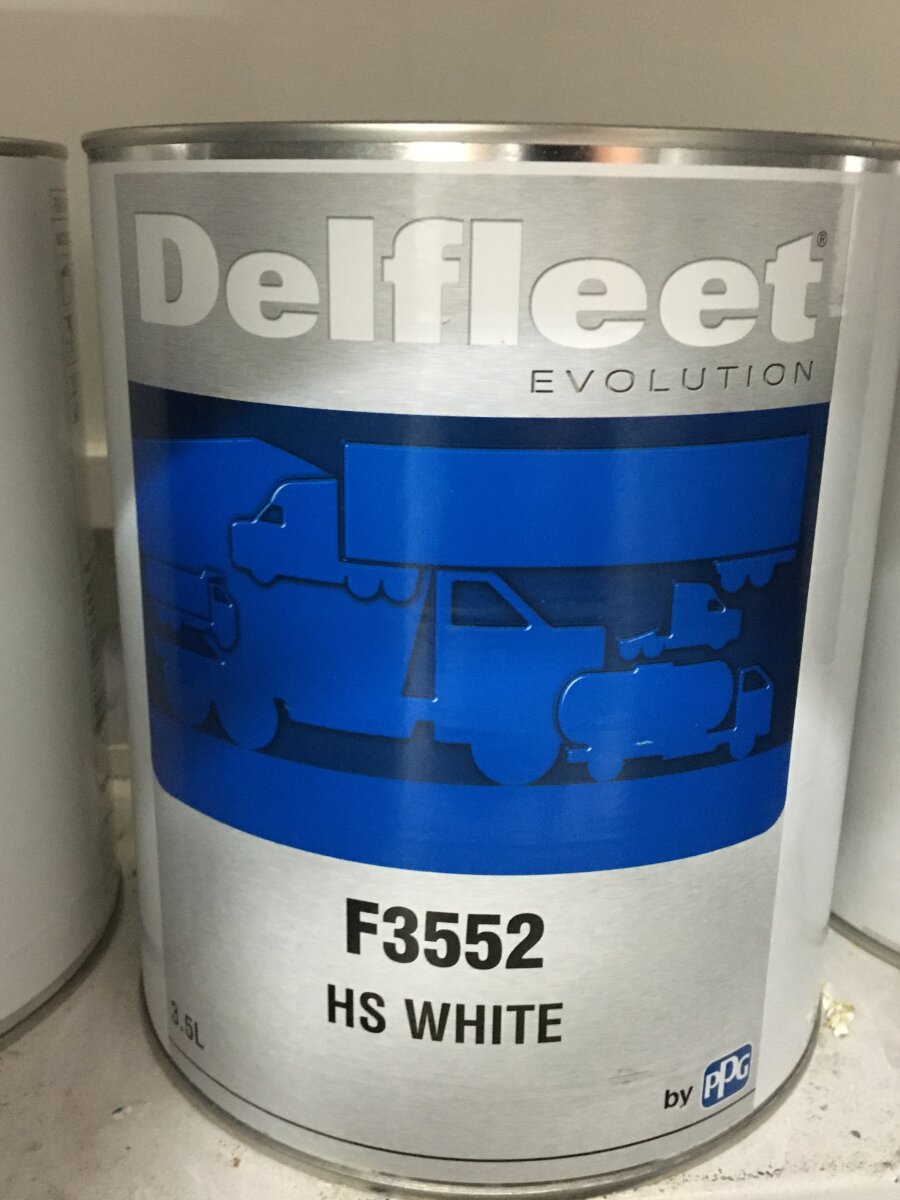 Delfleet®
EVOLUTION
F3552
HS WHITE
3.5L
by PPG